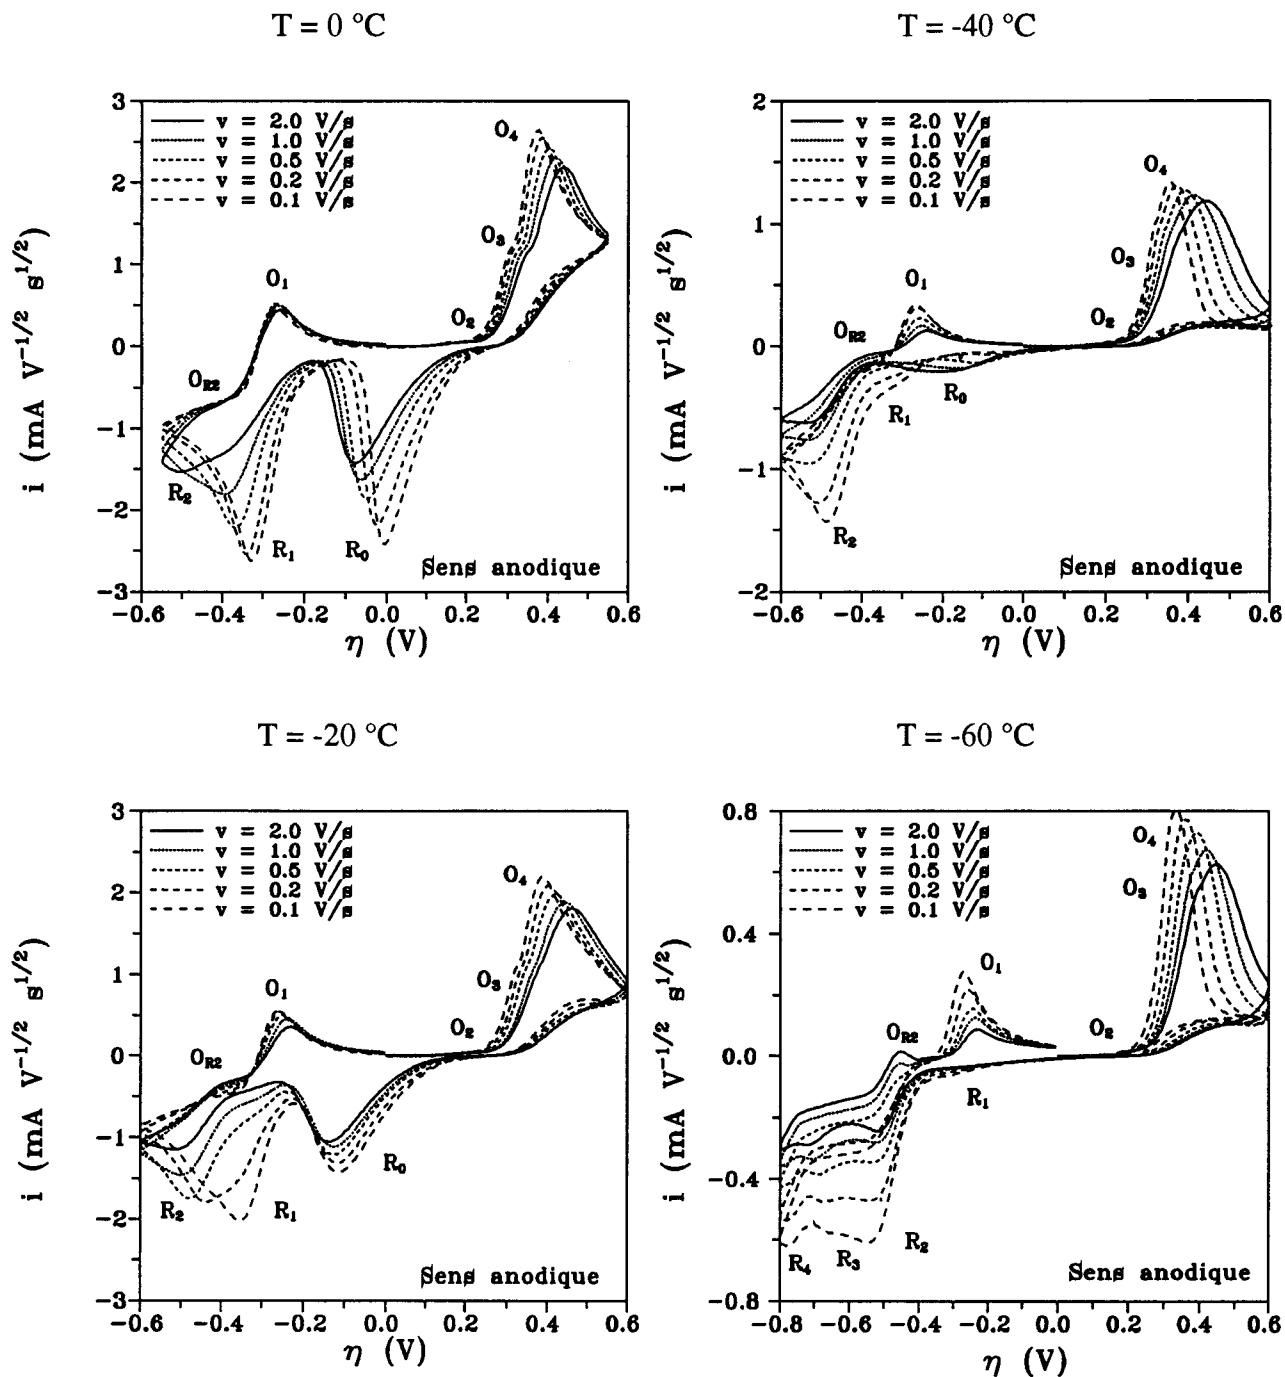 T = 0 °C
3
2
1
0
-1
-2
-3
i (mA V⁻¹/² s¹/²)
v = 2.0 V/s
v = 1.0 V/s
v = 0.5 V/s
v = 0.2 V/s
v = 0.1 V/s
O₄
O₃
O₁
O₂
O_R2
R₂
R₁
R₀
Sens anodique
-0.6 -0.4 -0.2 0.0 0.2 0.4 0.6
η (V)
T = -40 °C
2
1
0
-1
-2
i (mA V⁻¹/² s¹/²)
v = 2.0 V/s
v = 1.0 V/s
v = 0.5 V/s
v = 0.2 V/s
v = 0.1 V/s
O₄
O₃
O₁
O₂
O_R2
R₀
R₁
R₂
Sens anodique
-0.6 -0.4 -0.2 0.0 0.2 0.4 0.6
η (V)
T = -20 °C
3
2
1
0
-1
-2
-3
i (mA V⁻¹/² s¹/²)
v = 2.0 V/s
v = 1.0 V/s
v = 0.5 V/s
v = 0.2 V/s
v = 0.1 V/s
O₄
O₃
O₁
O₂
O_R2
R₀
R₂
R₁
Sens anodique
-0.6 -0.4 -0.2 0.0 0.2 0.4 0.6
η (V)
T = -60 °C
0.8
0.4
0.0
-0.4
-0.8
i (mA V⁻¹/² s¹/²)
v = 2.0 V/s
v = 1.0 V/s
v = 0.5 V/s
v = 0.2 V/s
v = 0.1 V/s
O₄
O₃
O₁
O_R2
O₂
R₁
R₂
R₃
R₄
Sens anodique
-0.8 -0.6 -0.4 -0.2 0.0 0.2 0.4 0.6
η (V)